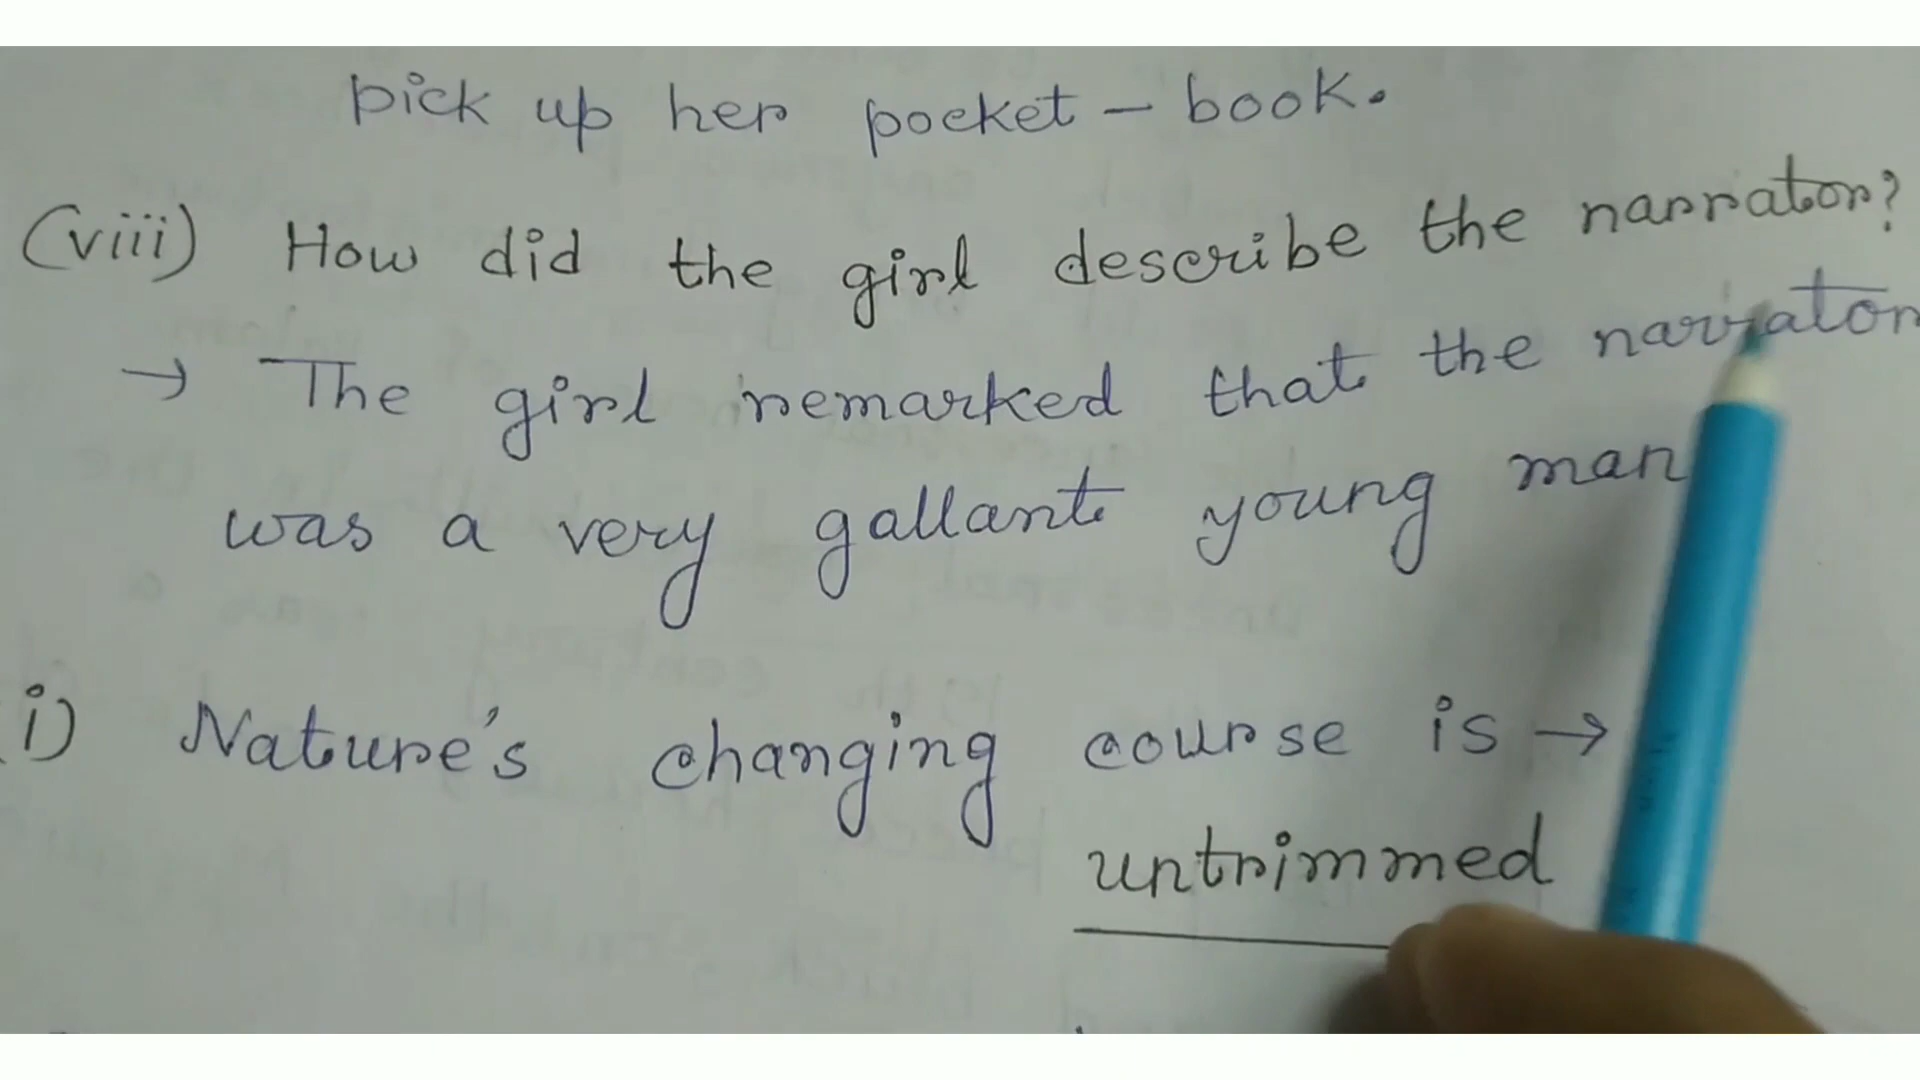 pick up her pocket - book.
(viii) How did the girl describe the narrator?
→ The girl remarked that the narrator
was a very gallant young man
i) Nature's changing course is →
untrimmed